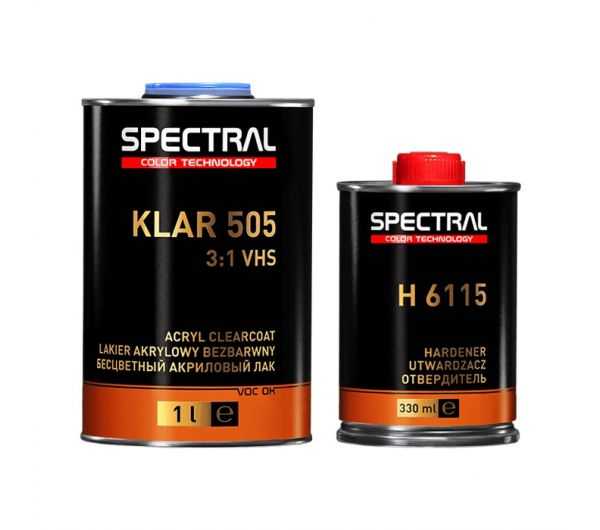 SPECTRAL
COLOR TECHNOLOGY
KLAR 505
3:1 VHS
ACRYL CLEARCOAT
LAKIER AKRYLOWY BEZBARWNY
БЕСЦВЕТНЫЙ АКРИЛОВЫЙ ЛАК
VOC OK
1 l e
SPECTRAL
COLOR TECHNOLOGY
H 6115
HARDENER
UTWARDZACZ
ОТВЕРДИТЕЛЬ
330 ml e